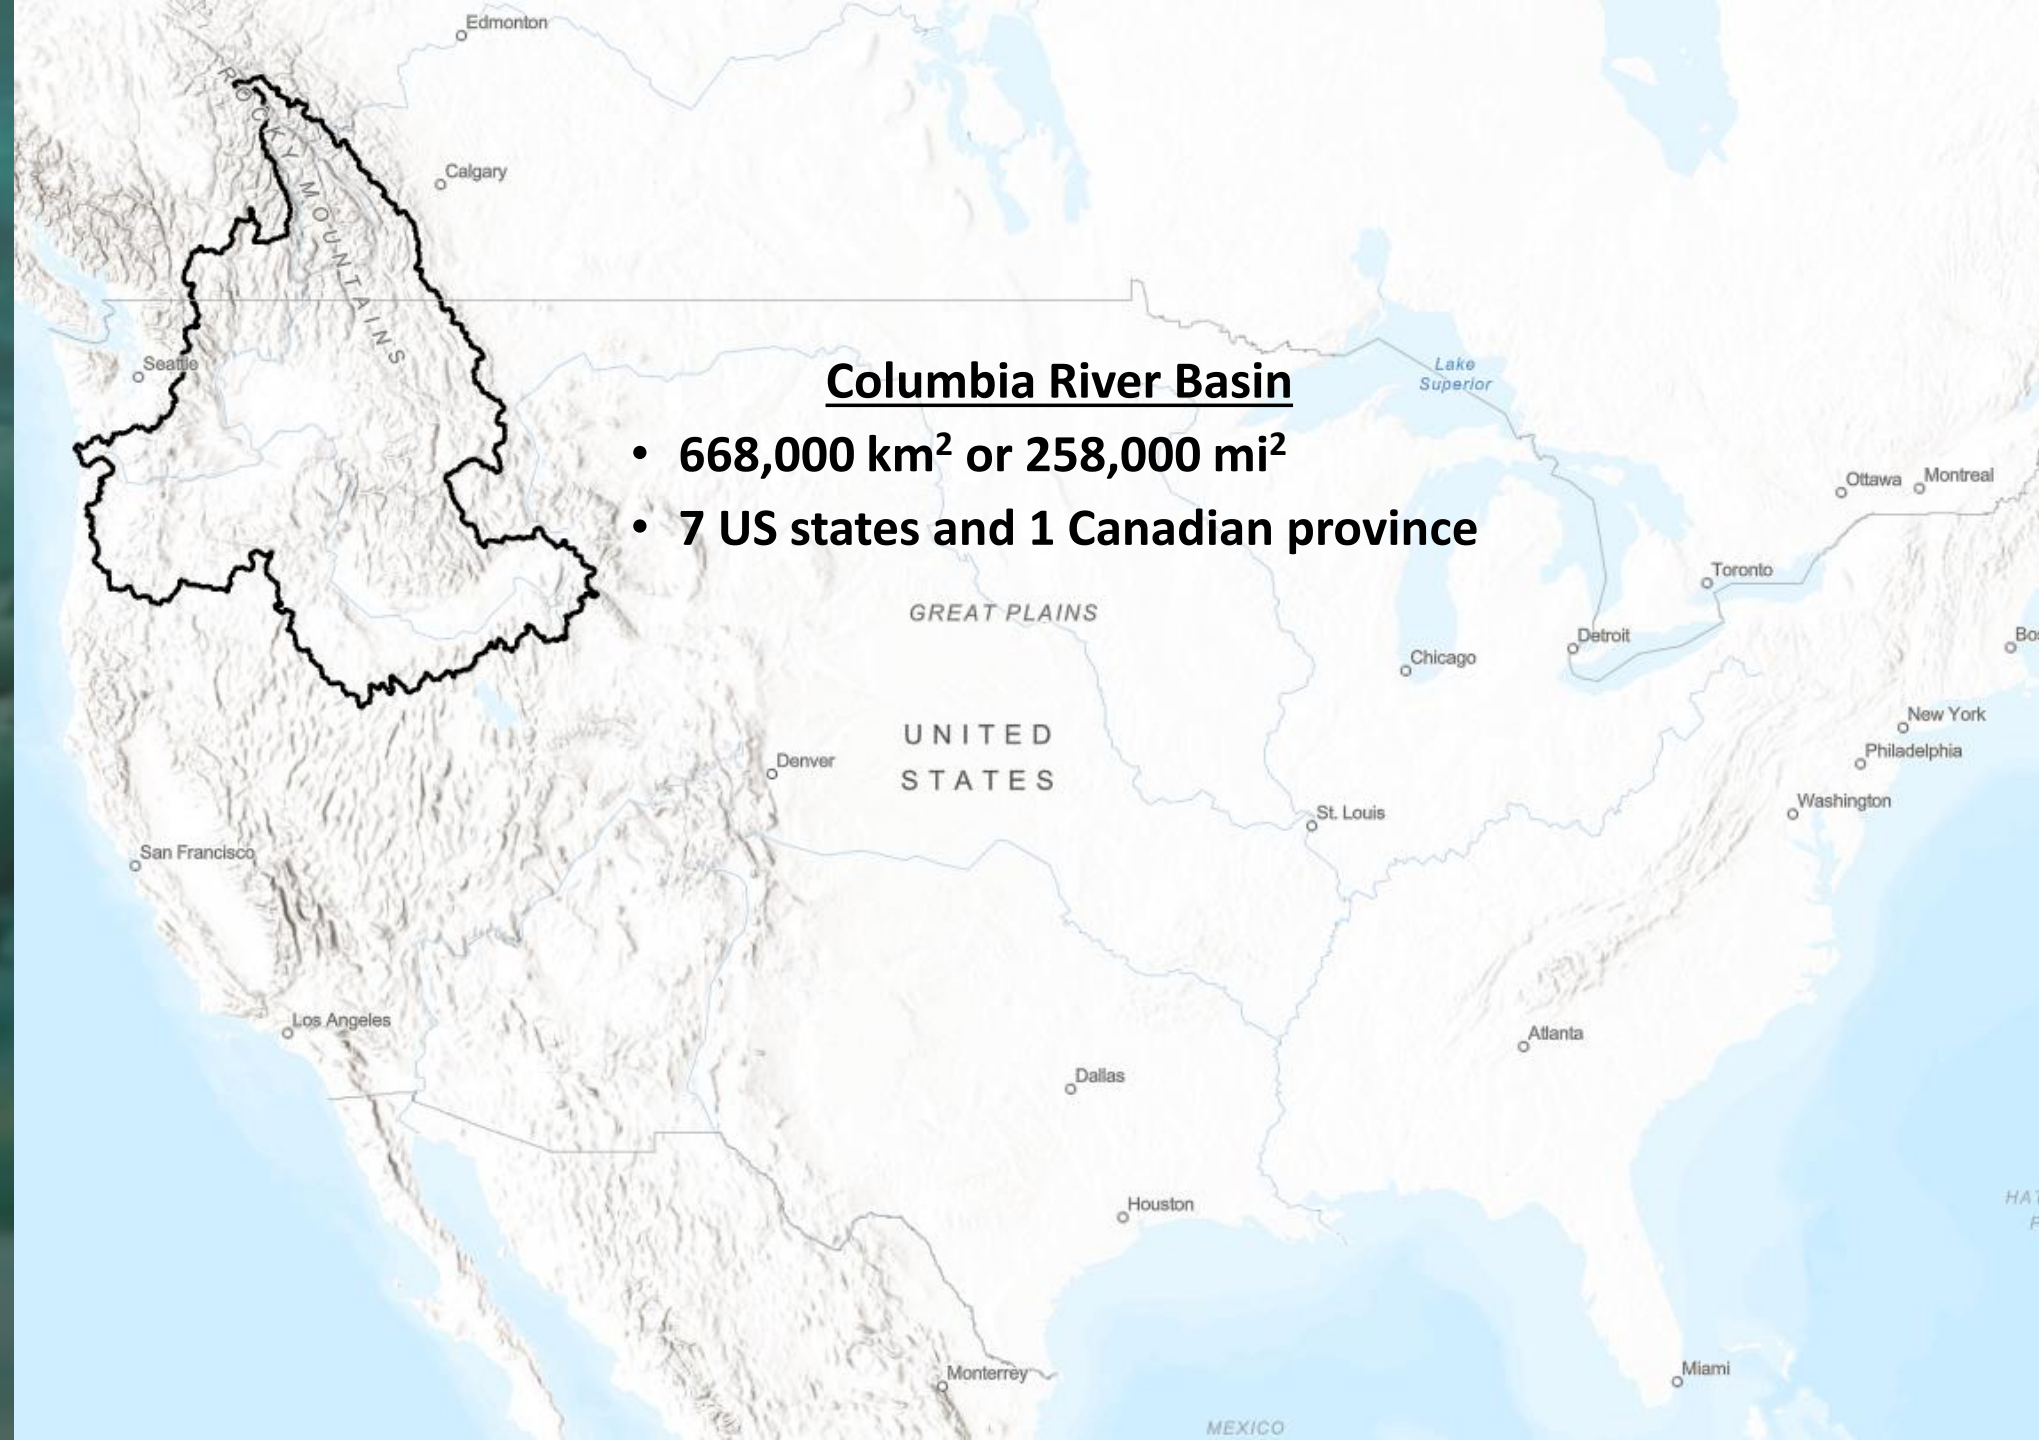 Edmonton
ROCKY MOUNTAINS
Calgary
Seattle
Columbia River Basin
• 668,000 km² or 258,000 mi²
• 7 US states and 1 Canadian province
Lake
Superior
Ottawa
Montreal
Toronto
GREAT PLAINS
Detroit
Bos
Chicago
New York
UNITED
STATES
Philadelphia
Denver
Washington
St. Louis
San Francisco
Los Angeles
Atlanta
Dallas
Houston
HAT
Miami
Monterrey
MEXICO